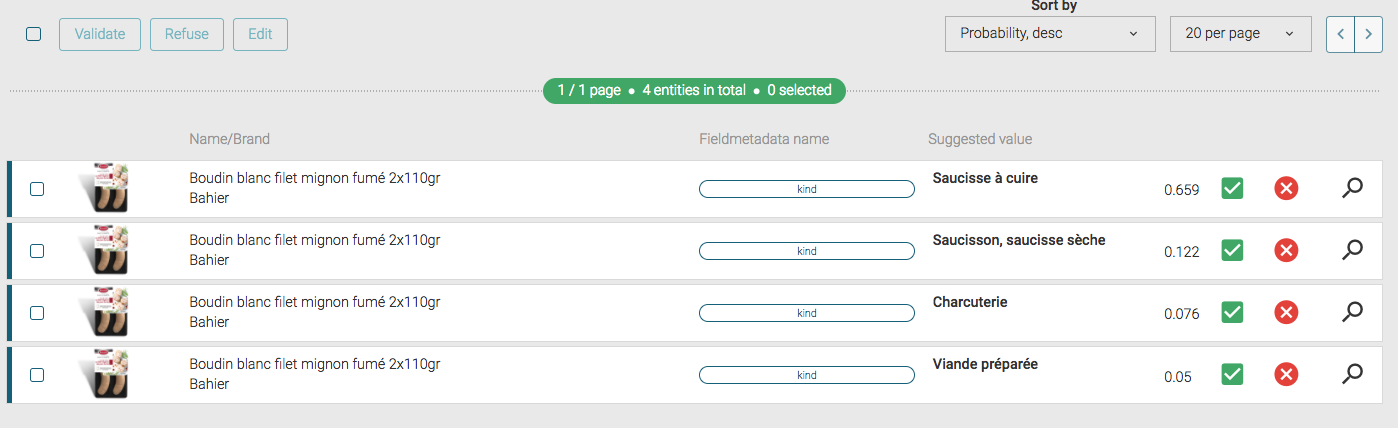 Sort by
Validate Refuse Edit Probability, desc 20 per page
1 / 1 page • 4 entities in total • 0 selected
Name/Brand Fieldmetadata name Suggested value
Boudin blanc filet mignon fumé 2x110gr
Bahier
kind
Saucisse à cuire
0.659
Boudin blanc filet mignon fumé 2x110gr
Bahier
kind
Saucisson, saucisse sèche
0.122
Boudin blanc filet mignon fumé 2x110gr
Bahier
kind
Charcuterie
0.076
Boudin blanc filet mignon fumé 2x110gr
Bahier
kind
Viande préparée
0.05